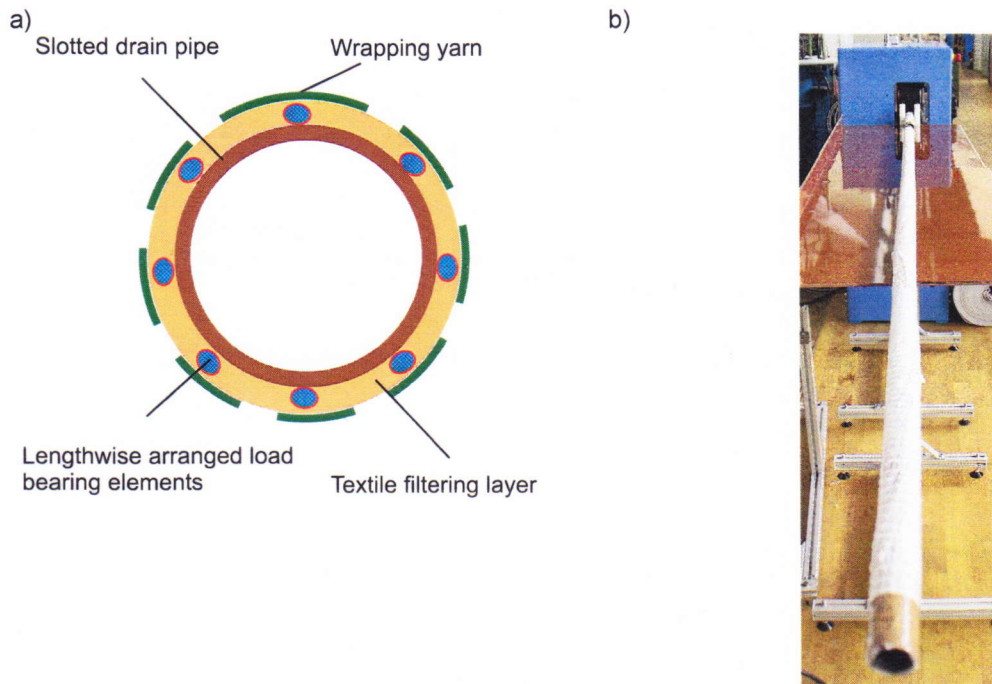 a)
b)
Slotted drain pipe
Wrapping yarn
Lengthwise arranged load
bearing elements
Textile filtering layer